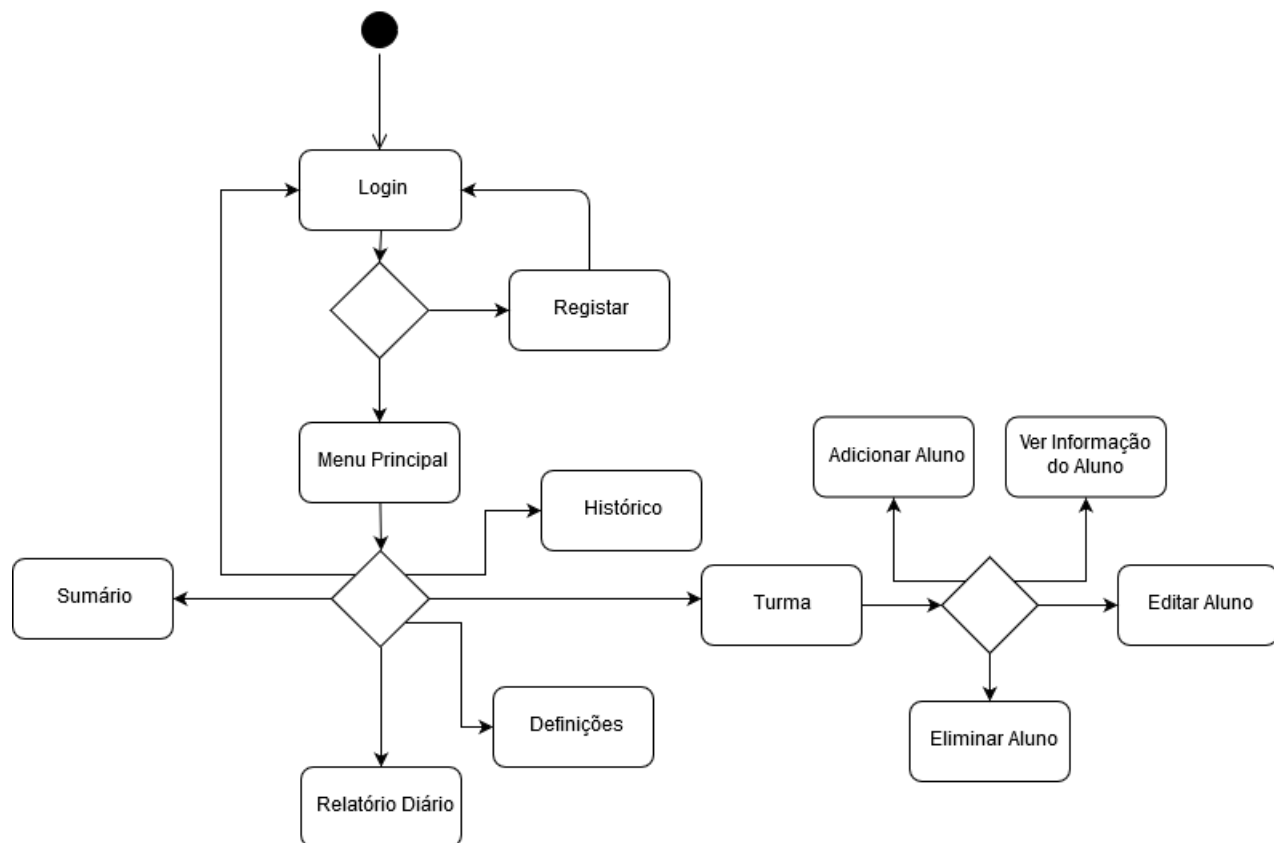 Login
Registar
Menu Principal
Adicionar Aluno
Ver Informação
do Aluno
Histórico
Sumário
Turma
Editar Aluno
Definições
Eliminar Aluno
Relatório Diário